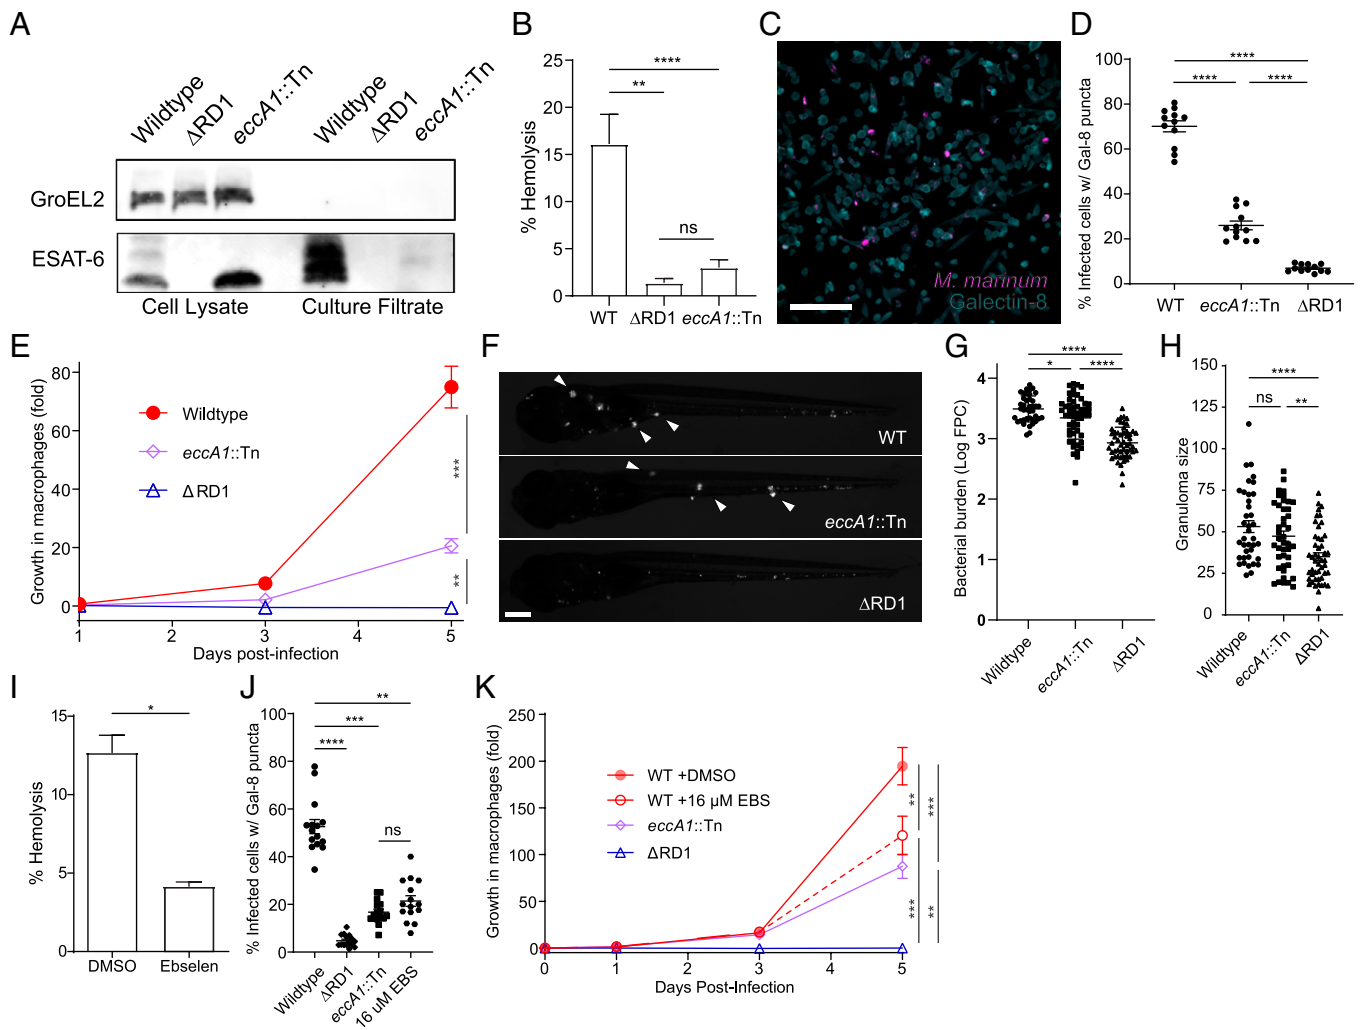 A
Wildtype
ΔRD1
eccA1::Tn
Wildtype
ΔRD1
eccA1::Tn
GroEL2
ESAT-6
Cell Lysate
Culture Filtrate
B
% Hemolysis
25
20
15
10
5
0
****
**
ns
WT
ΔRD1
eccA1::Tn
C
M. marinum
Galectin-8
D
% Infected cells w/ Gal-8 puncta
100
80
60
40
20
0
****
**** ****
WT
eccA1::Tn
ΔRD1
E
Growth in macrophages (fold)
80
60
40
20
0
Wildtype
eccA1::Tn
ΔRD1
***
**
1 2 3 4 5
Days post-infection
F
WT
eccA1::Tn
ΔRD1
G
Bacterial burden (Log FPC)
4
3
2
1
0
****
* ****
Wildtype
eccA1::Tn
ΔRD1
H
Granuloma size
150
125
100
75
50
25
0
****
ns **
Wildtype
eccA1::Tn
ΔRD1
I
% Hemolysis
15
10
5
0
*
DMSO
Ebselen
J
% Infected cells w/ Gal-8 puncta
100
80
60
40
20
0
**
***
****
ns
Wildtype
ΔRD1
eccA1::Tn
16 uM EBS
K
Growth in macrophages (fold)
250
200
150
100
50
0
WT +DMSO
WT +16 µM EBS
eccA1::Tn
ΔRD1
**
***
***
**
0 1 3 5
Days Post-Infection